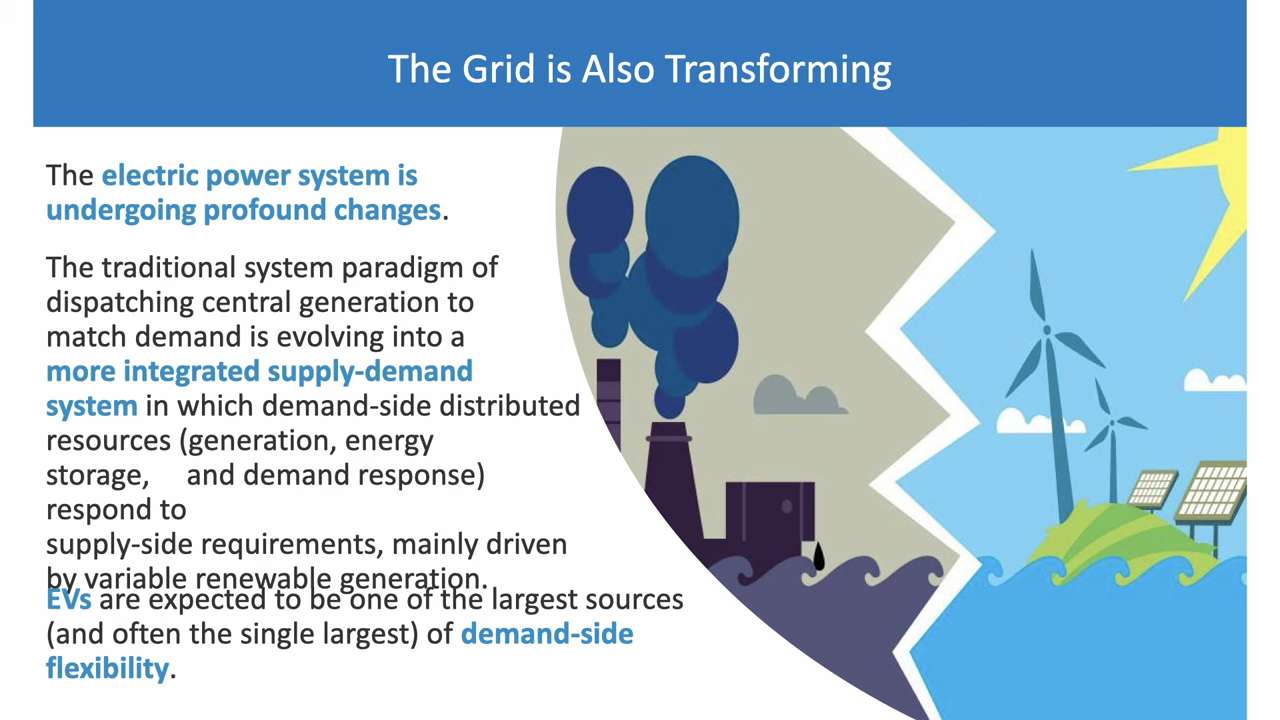 The Grid is Also Transforming
The electric power system is
undergoing profound changes.
The traditional system paradigm of
dispatching central generation to
match demand is evolving into a
more integrated supply-demand
system in which demand-side distributed
resources (generation, energy
storage, and demand response)
respond to
supply-side requirements, mainly driven
by variable renewable generation.
EVs are expected to be one of the largest sources
(and often the single largest) of demand-side
flexibility.